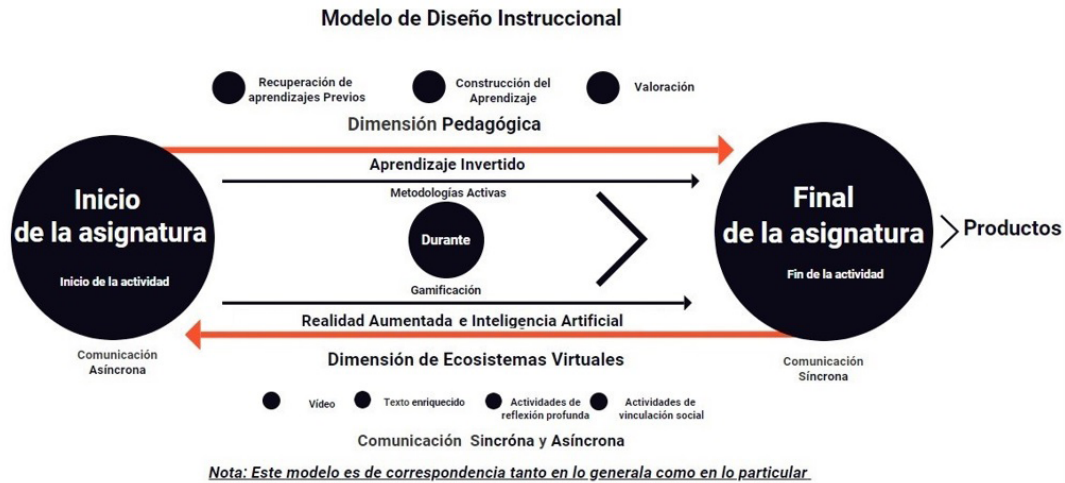 Modelo de Diseño Instruccional
Recuperación de
aprendizajes Previos
Construcción del
Aprendizaje
Valoración
Dimensión Pedagógica
Aprendizaje Invertido
Metodologías Activas
Inicio
de la asignatura
Inicio de la actividad
Durante
Final
de la asignatura
Fin de la actividad
Productos
Gamificación
Realidad Aumentada e Inteligencia Artificial
Comunicación
Asíncrona
Dimensión de Ecosistemas Virtuales
Comunicación
Síncrona
Vídeo
Texto enriquecido
Actividades de
reflexión profunda
Actividades de
vinculación social
Comunicación Sincróna y Asíncrona
Nota: Este modelo es de correspondencia tanto en lo generala como en lo particular